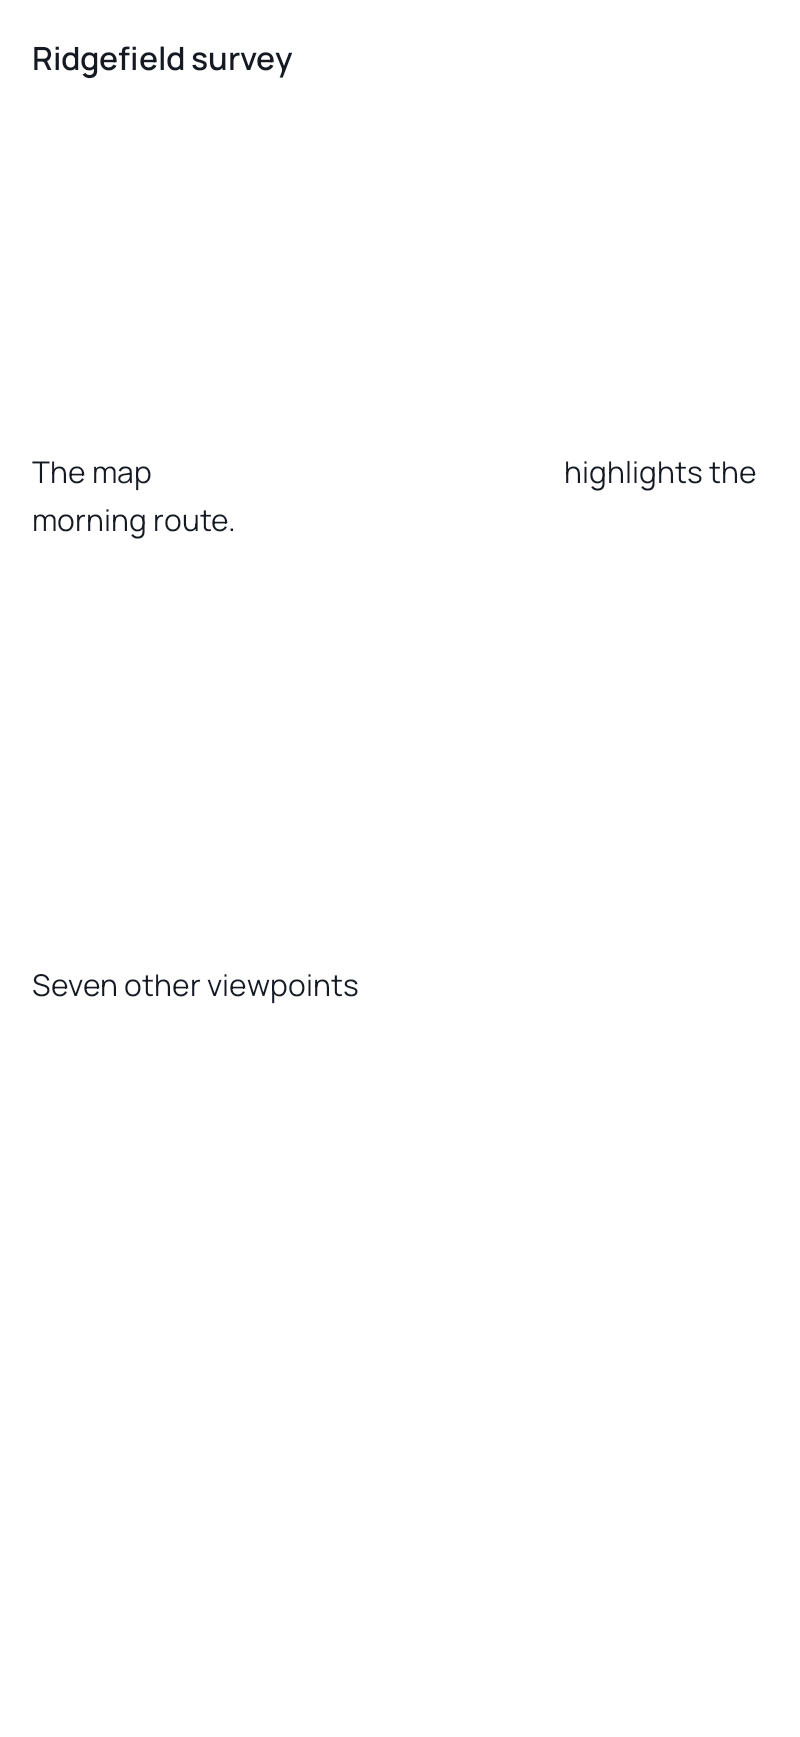 Ridgefield survey
The map highlights the
morning route.
Seven other viewpoints